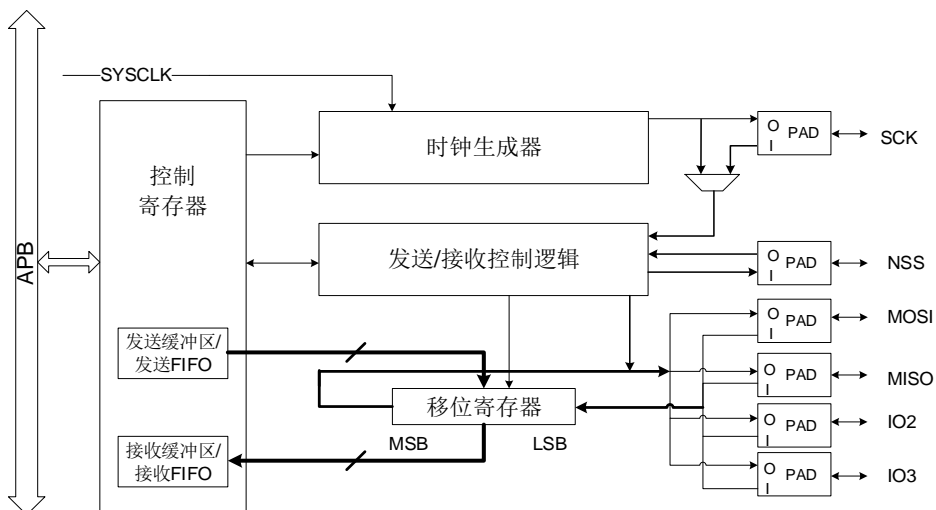 SYSCLK
时钟生成器
O
I
PAD
SCK
控制
寄存器
APB
发送/接收控制逻辑
O
I
PAD
NSS
O
I
PAD
MOSI
发送缓冲区/
发送FIFO
O
I
PAD
MISO
移位寄存器
MSB
LSB
O
I
PAD
IO2
接收缓冲区/
接收FIFO
O
I
PAD
IO3